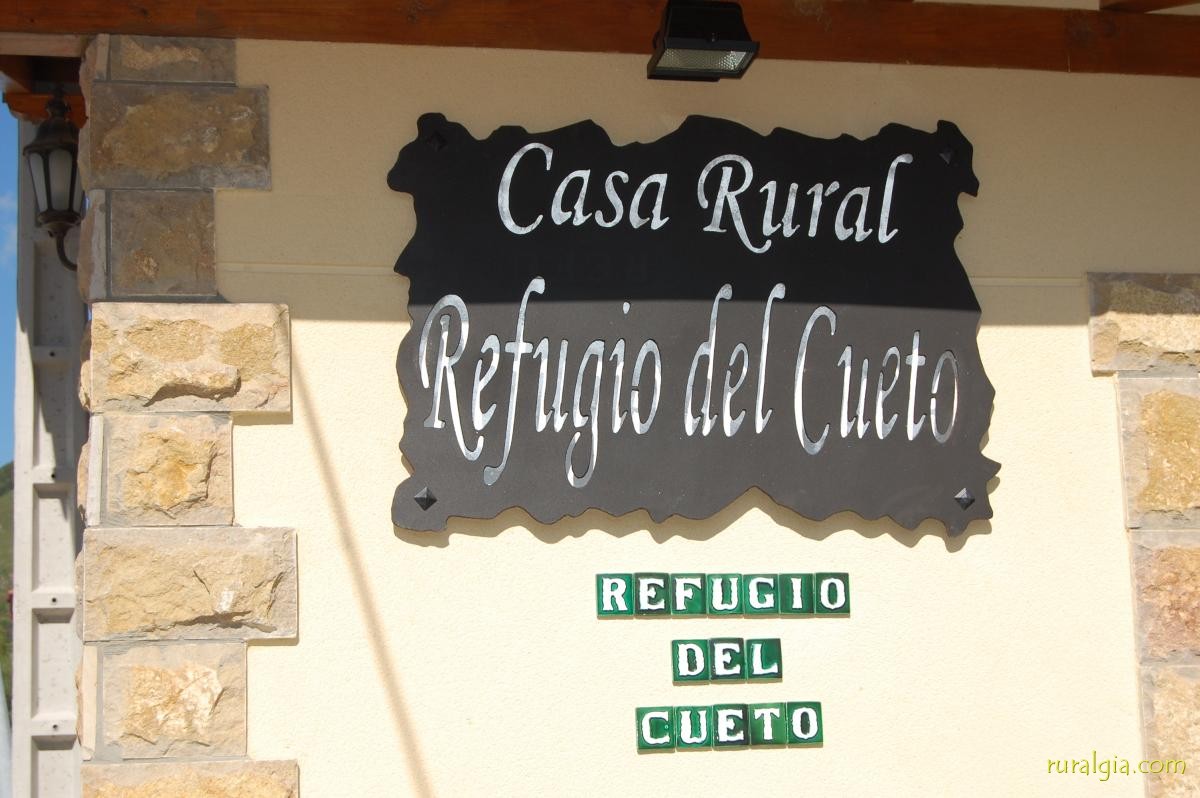 Casa Rural
Refugio del Cueto
REFUGIO
DEL
CUETO
ruralgia.com